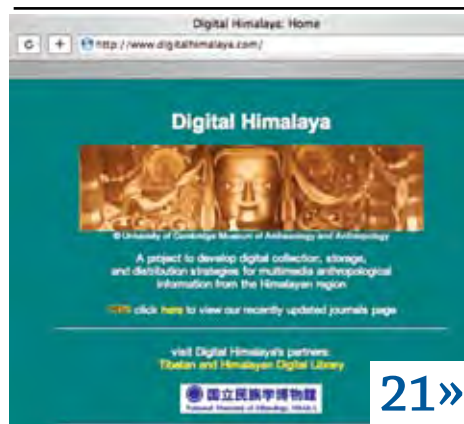 Digital Himalaya: Home
http://www.digitalhimalaya.com/
Digital Himalaya
© University of Cambridge Museum of Archaeology and Anthropology
A project to develop digital collection, storage,
and distribution strategies for multimedia anthropological
information from the Himalayan region
click here to view our recently updated journals page
visit Digital Himalaya's partners:
Tibetan and Himalayan Digital Library
国立民族学博物館
National Museum of Ethnology, OSAKA
21»